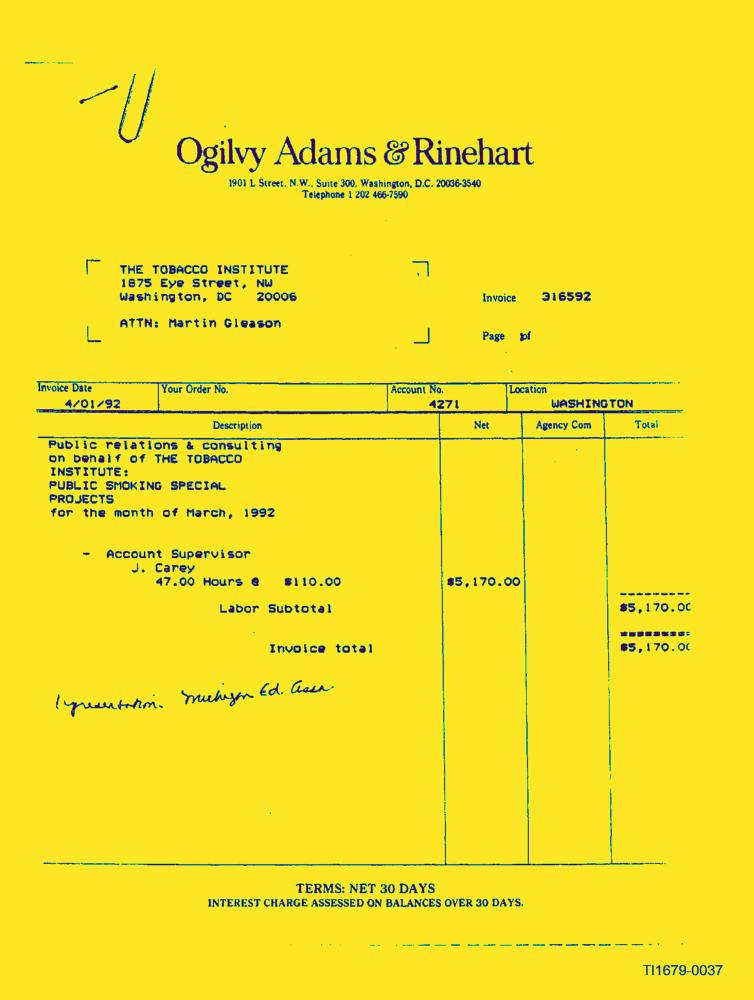 Ogilvy Adams & Rinehart
1901 L Street, N.W., Suite 300, Washington, D.C. 20036-3540
Telephone 1 202 466-7590
THE TOBACCO INSTITUTE
1875 Eye Street, NW
Washington, DC 20006
Invoice 316592
ATTN: Martin Gleason
Page 1of
Invoice Date Your Order No. Account No. Location
4/01/92 4271 WASHINGTON
Description Net Agency Com Total
Public relations & consulting
on behalf of THE TOBACCO
INSTITUTE:
PUBLIC SMOKING SPECIAL
PROJECTS
for the month of March, 1992
- Account Supervisor
J. Carey
47.00 Hours @ $110.00 $5,170.00
Labor Subtotal $5,170.00
Invoice total $5,170.00
1 presentation. Michigan Ed. Assn
TERMS: NET 30 DAYS
INTEREST CHARGE ASSESSED ON BALANCES OVER 30 DAYS.
TI1679-0037